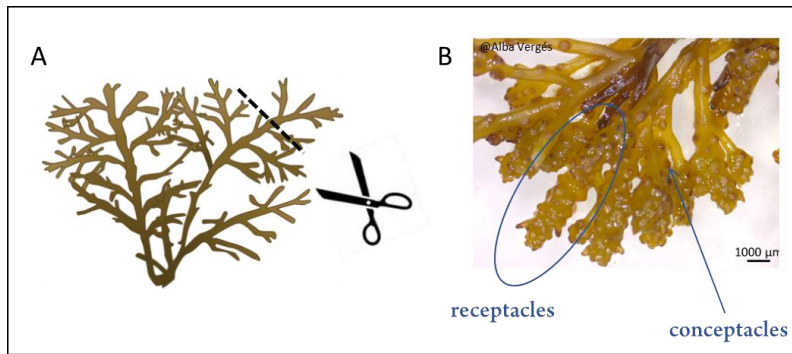 A
B
@Alba Vergés
1000 µm
receptacles
conceptacles